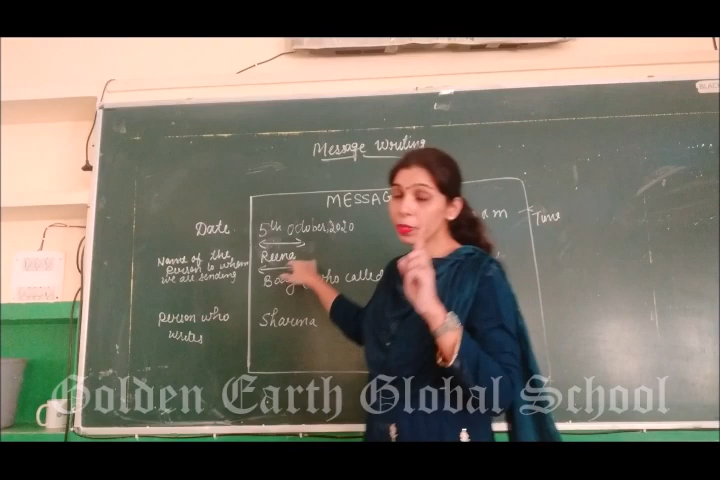 Message Writing
MESSAG
Date 5th October, 2020 am Time
Name of the
person to whom
we are sending
Reena
who called
person who
writes
Sharma
Golden Earth Global School